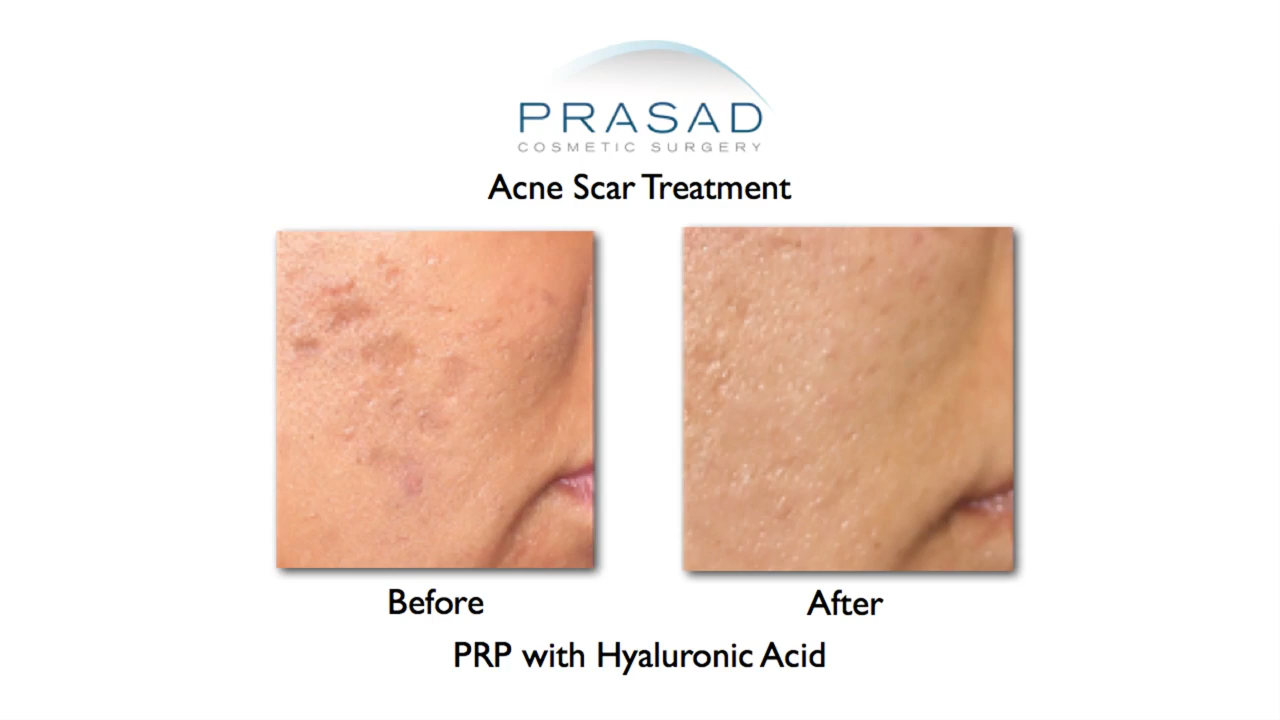 PRASAD
COSMETIC SURGERY
Acne Scar Treatment
Before
After
PRP with Hyaluronic Acid